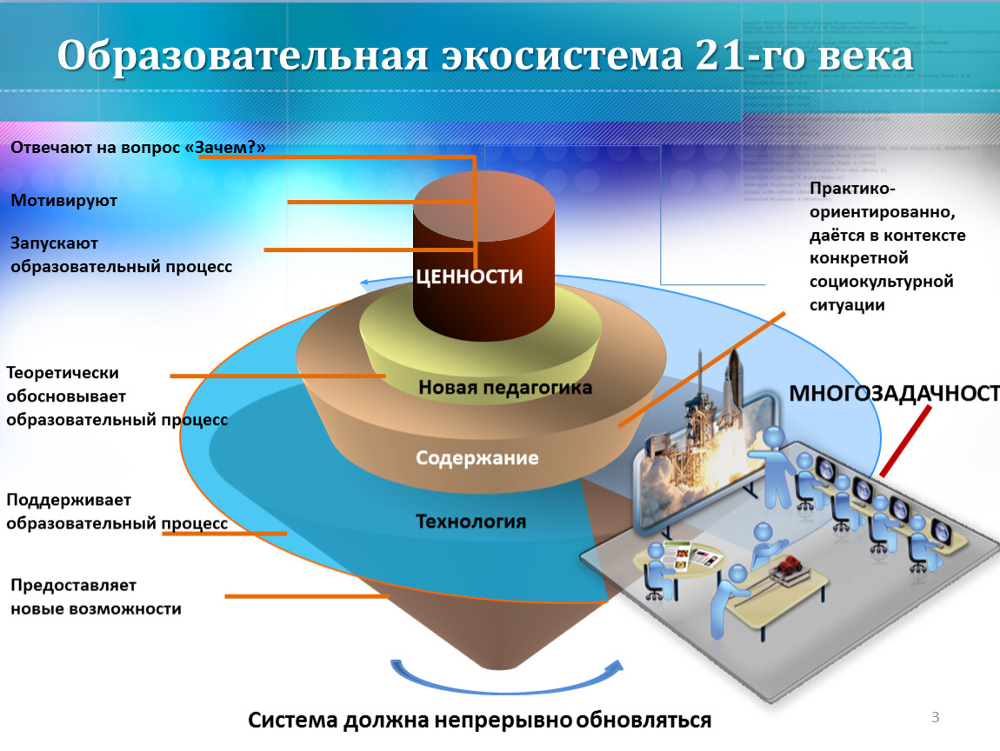 Образовательная экосистема 21-го века
Отвечают на вопрос «Зачем?»
Мотивируют
Запускают
образовательный процесс
Практико-
ориентированно,
даётся в контексте
конкретной
социокультурной
ситуации
ЦЕННОСТИ
Теоретически
обосновывает
образовательный процесс
Новая педагогика
МНОГОЗАДАЧНОСТ
Содержание
Поддерживает
образовательный процесс
Технология
Предоставляет
новые возможности
Система должна непрерывно обновляться
3